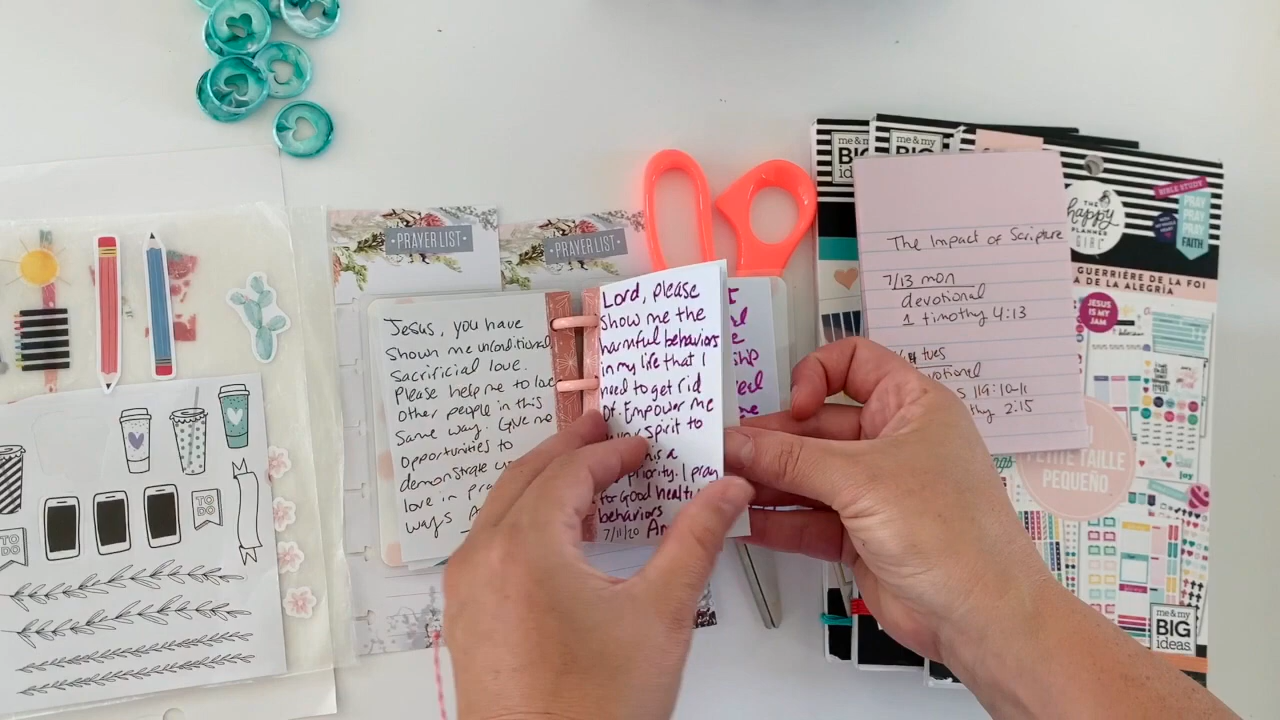 PRAYER LIST
PRAYER LIST
Jesus, you have
shown me unconditional
sacrificial love.
Please help me to love
other people in this
same way. Give me
opportunities to
demonstrate
love in
ways
Lord, please
show me the
harmful behaviors
in my life that I
need to get rid
of. Empower me
spirit to
this a
priority. I pray
for good health
behaviors
7/11/20
The Impact of Scripture
7/13 mon
devotional
1 timothy 4:13
tues
119:10-11
2:15
me & my
BIG
ideas
me & my
THE
happy
PLANNER
GIRL
BIBLE STUDY
PRAY
PRAY
PRAY
FAITH
GUERRIÈRE DE LA FOI
A DE LA ALEGRIA
JESUS IS MY
JAM
PETITE TAILLE
PEQUEÑO
joy
me & my
BIG
ideas
TO
DO
TO
DO